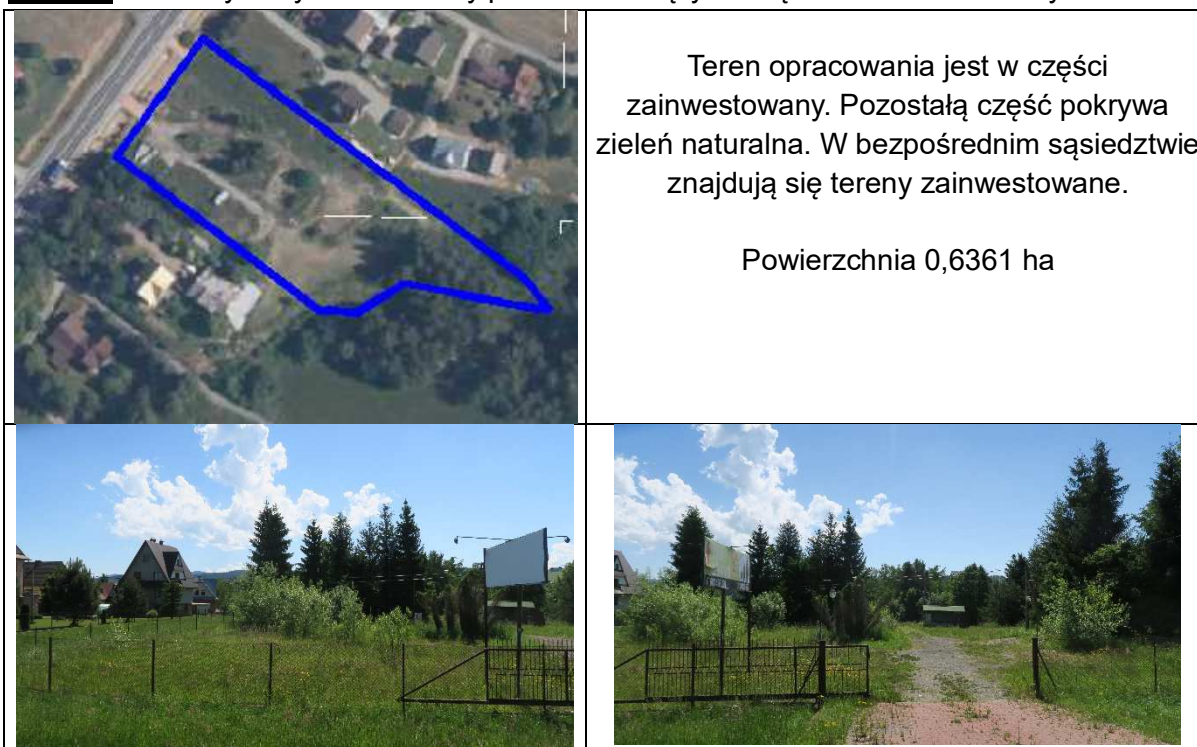 Teren opracowania jest w części
zainwestowany. Pozostałą część pokrywa
zieleń naturalna. W bezpośrednim sąsiedztwie
znajdują się tereny zainwestowane.
Powierzchnia 0,6361 ha